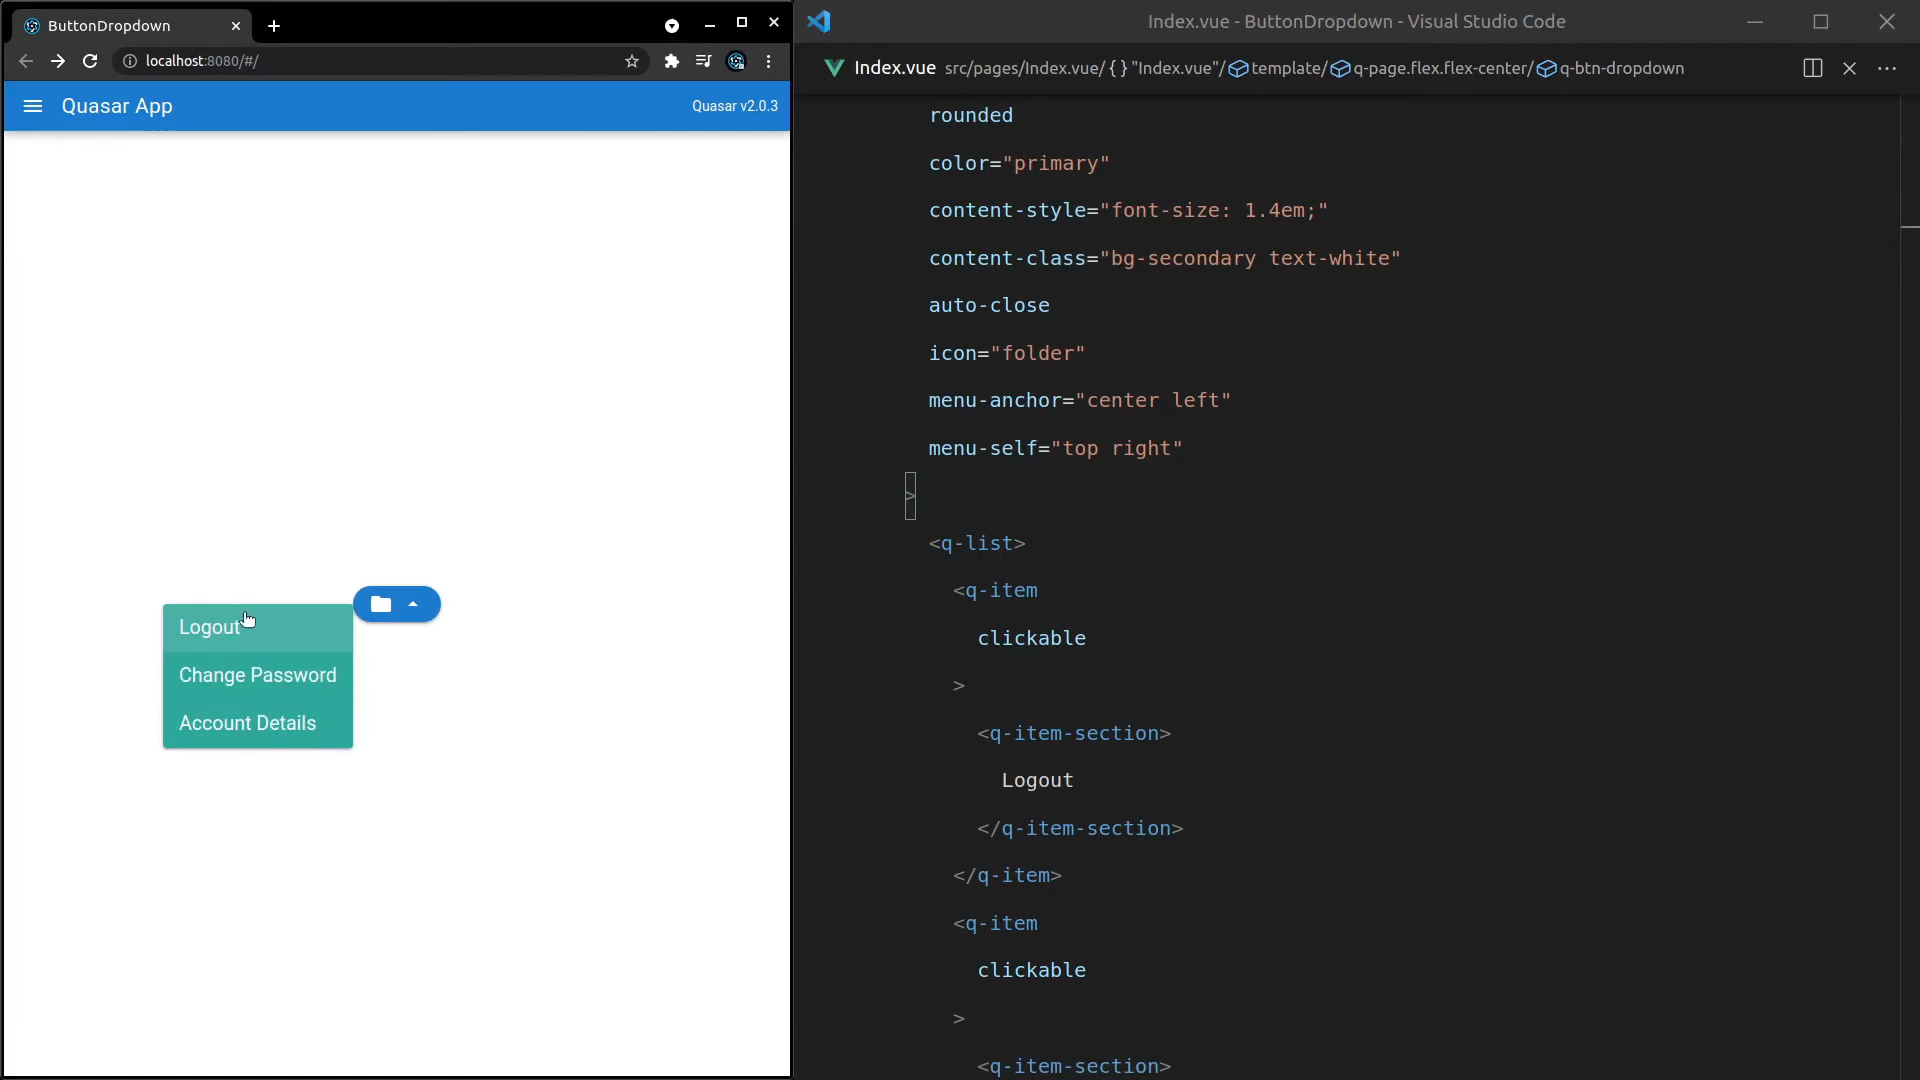 ButtonDropdown
localhost:8080/#/
Quasar App
Quasar v2.0.3
Logout
Change Password
Account Details
Index.vue - ButtonDropdown - Visual Studio Code
Index.vue src/pages/Index.vue/{}"Index.vue"/template/q-page.flex.flex-center/q-btn-dropdown
rounded
color="primary"
content-style="font-size: 1.4em;"
content-class="bg-secondary text-white"
auto-close
icon="folder"
menu-anchor="center left"
menu-self="top right"
>
<q-list>
<q-item
clickable
>
<q-item-section>
Logout
</q-item-section>
</q-item>
<q-item
clickable
>
<q-item-section>